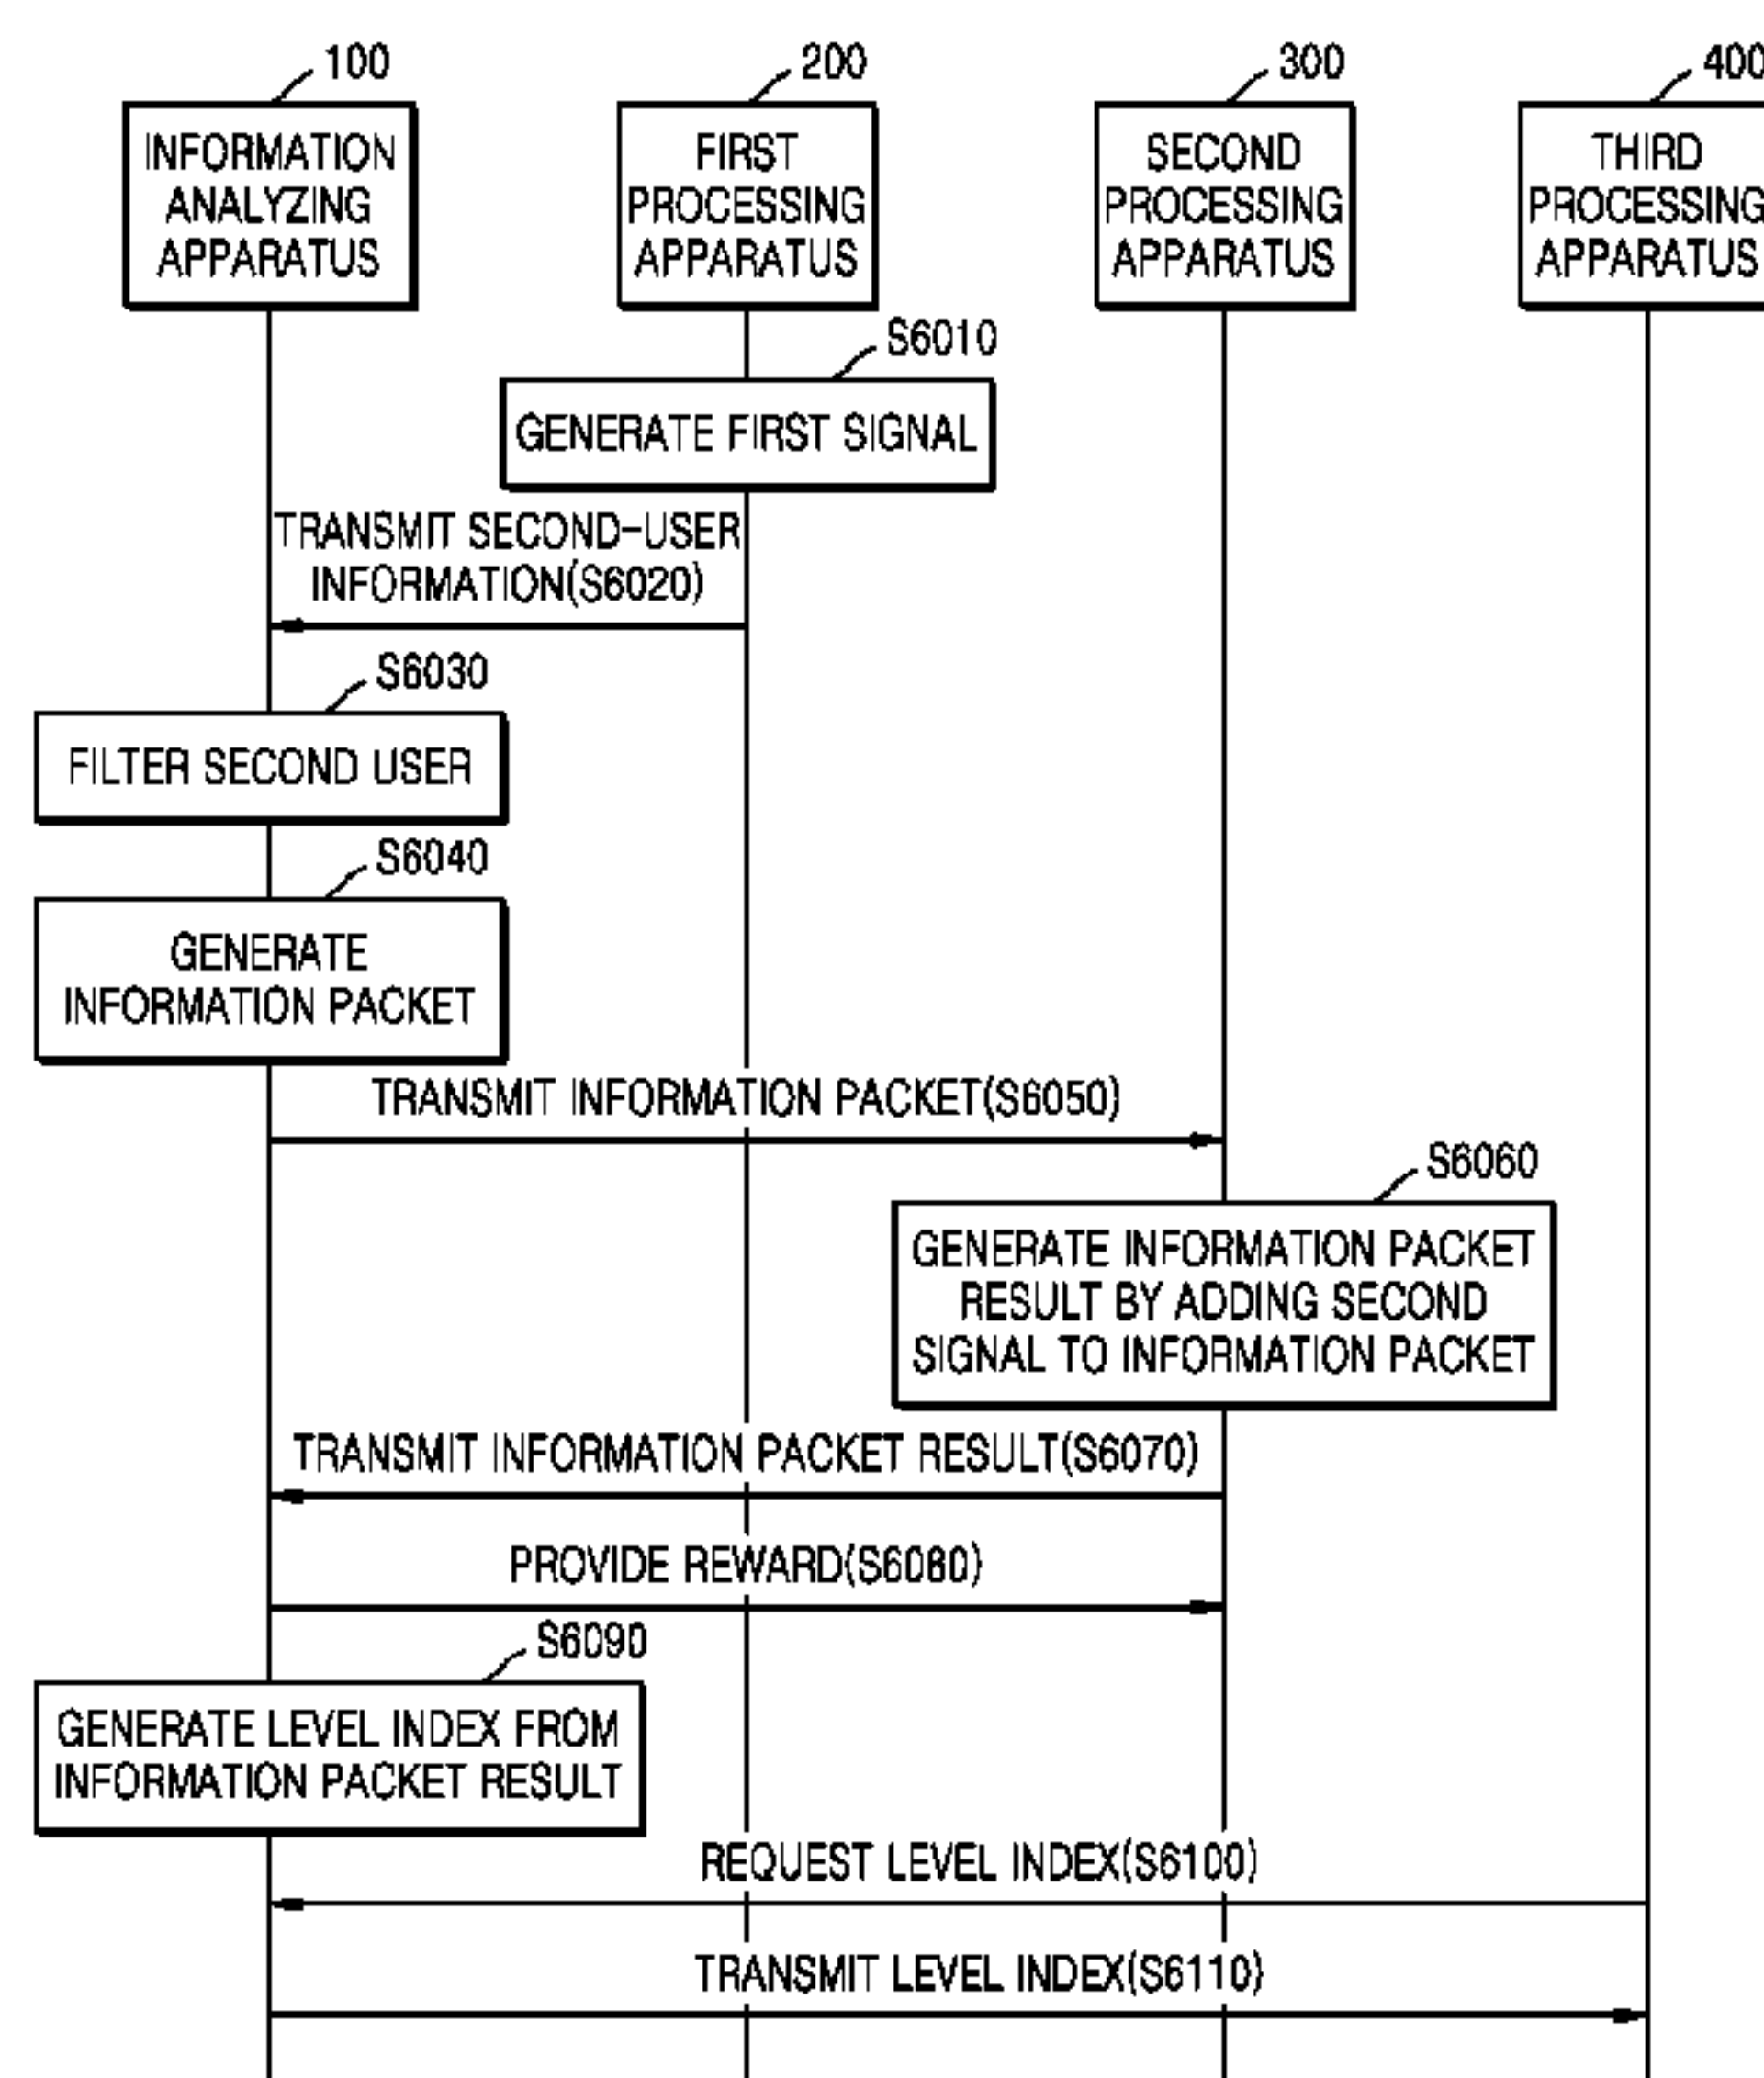 100
200
300
400
INFORMATION
ANALYZING
APPARATUS
FIRST
PROCESSING
APPARATUS
SECOND
PROCESSING
APPARATUS
THIRD
PROCESSING
APPARATUS
S6010
GENERATE FIRST SIGNAL
TRANSMIT SECOND-USER
INFORMATION(S6020)
S6030
FILTER SECOND USER
S6040
GENERATE
INFORMATION PACKET
TRANSMIT INFORMATION PACKET(S6050)
S6060
GENERATE INFORMATION PACKET
RESULT BY ADDING SECOND
SIGNAL TO INFORMATION PACKET
TRANSMIT INFORMATION PACKET RESULT(S6070)
PROVIDE REWARD(S6080)
S6090
GENERATE LEVEL INDEX FROM
INFORMATION PACKET RESULT
REQUEST LEVEL INDEX(S6100)
TRANSMIT LEVEL INDEX(S6110)